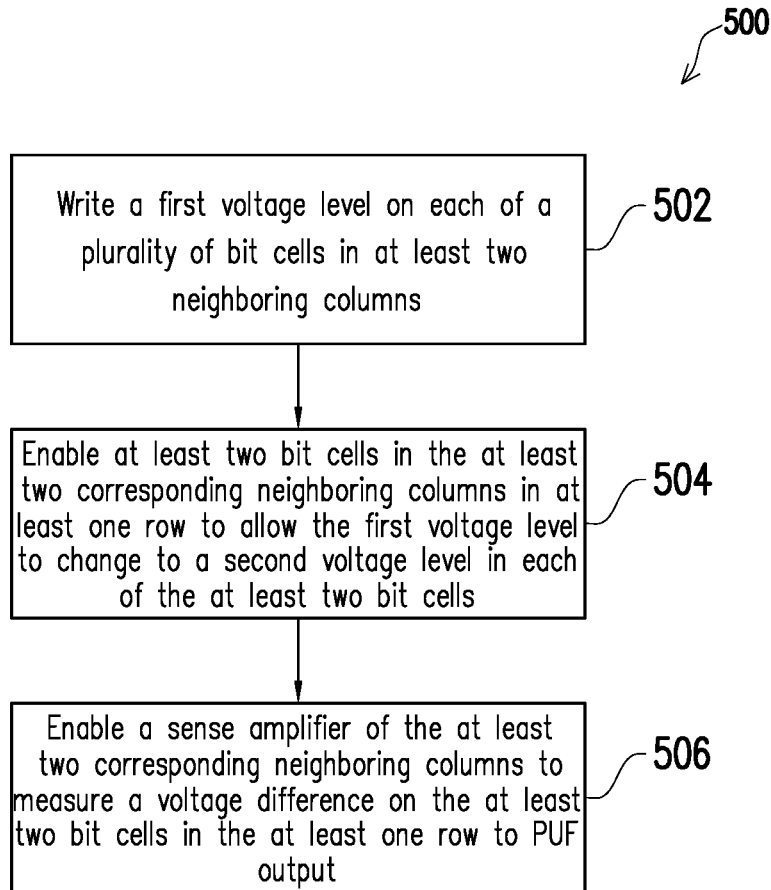 500
Write a first voltage level on each of a
plurality of bit cells in at least two
neighboring columns
502
Enable at least two bit cells in the at least
two corresponding neighboring columns in at
least one row to allow the first voltage level
to change to a second voltage level in each
of the at least two bit cells
504
Enable a sense amplifier of the at least
two corresponding neighboring columns to
measure a voltage difference on the at least
two bit cells in the at least one row to PUF
output
506